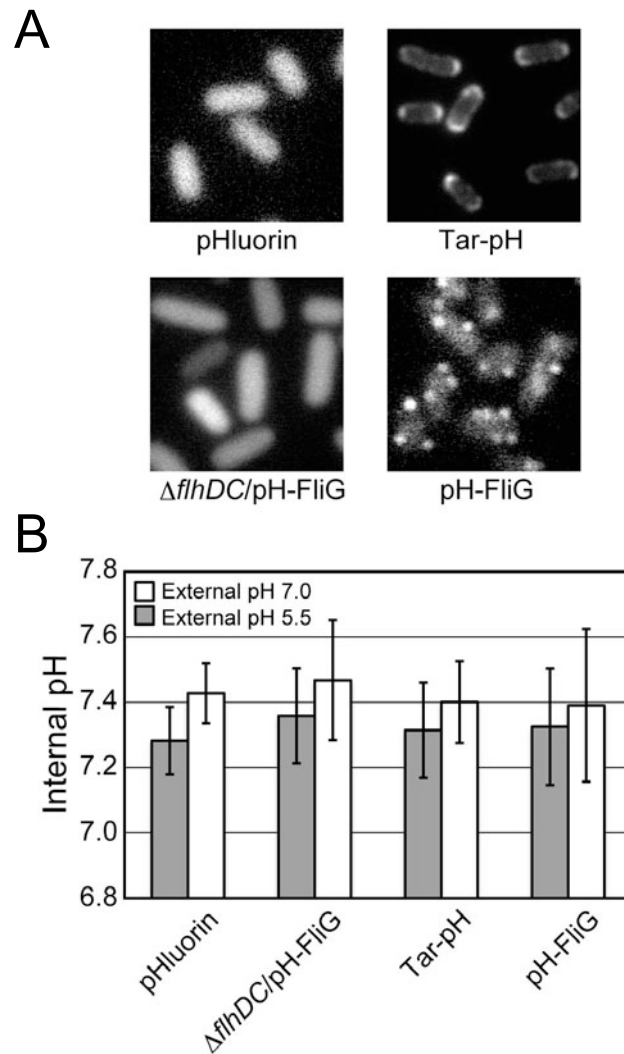 A
pHluorin
Tar-pH
ΔflhDC/pH-FliG
pH-FliG
B
7.8
7.6
7.4
7.2
7.0
6.8
Internal pH
External pH 7.0
External pH 5.5
pHluorin
ΔflhDC/pH-FliG
Tar-pH
pH-FliG